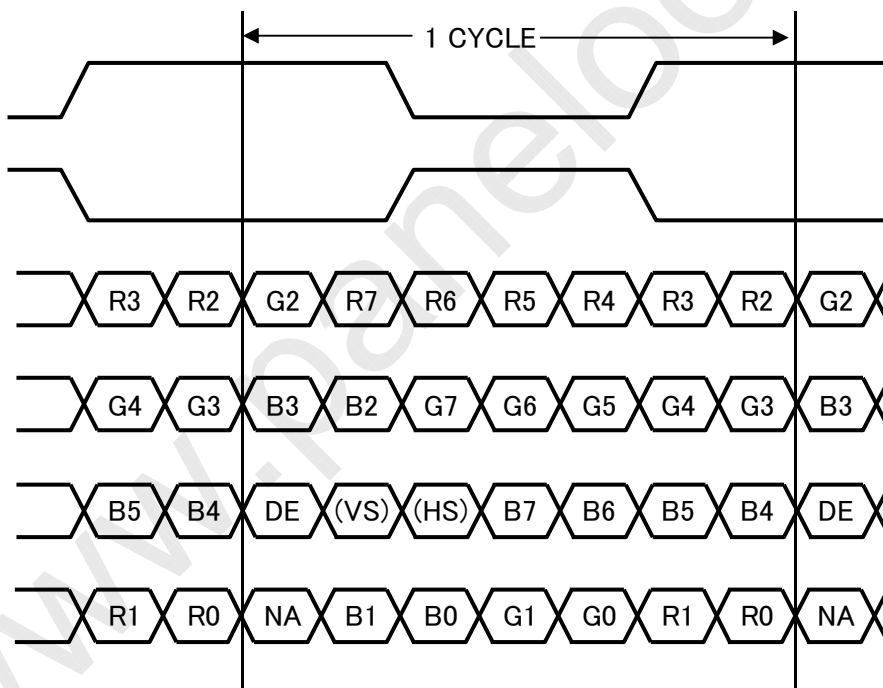 1 CYCLE
R3 R2 G2 R7 R6 R5 R4 R3 R2 G2
G4 G3 B3 B2 G7 G6 G5 G4 G3 B3
B5 B4 DE (VS) (HS) B7 B6 B5 B4 DE
R1 R0 NA B1 B0 G1 G0 R1 R0 NA
www.paneloo